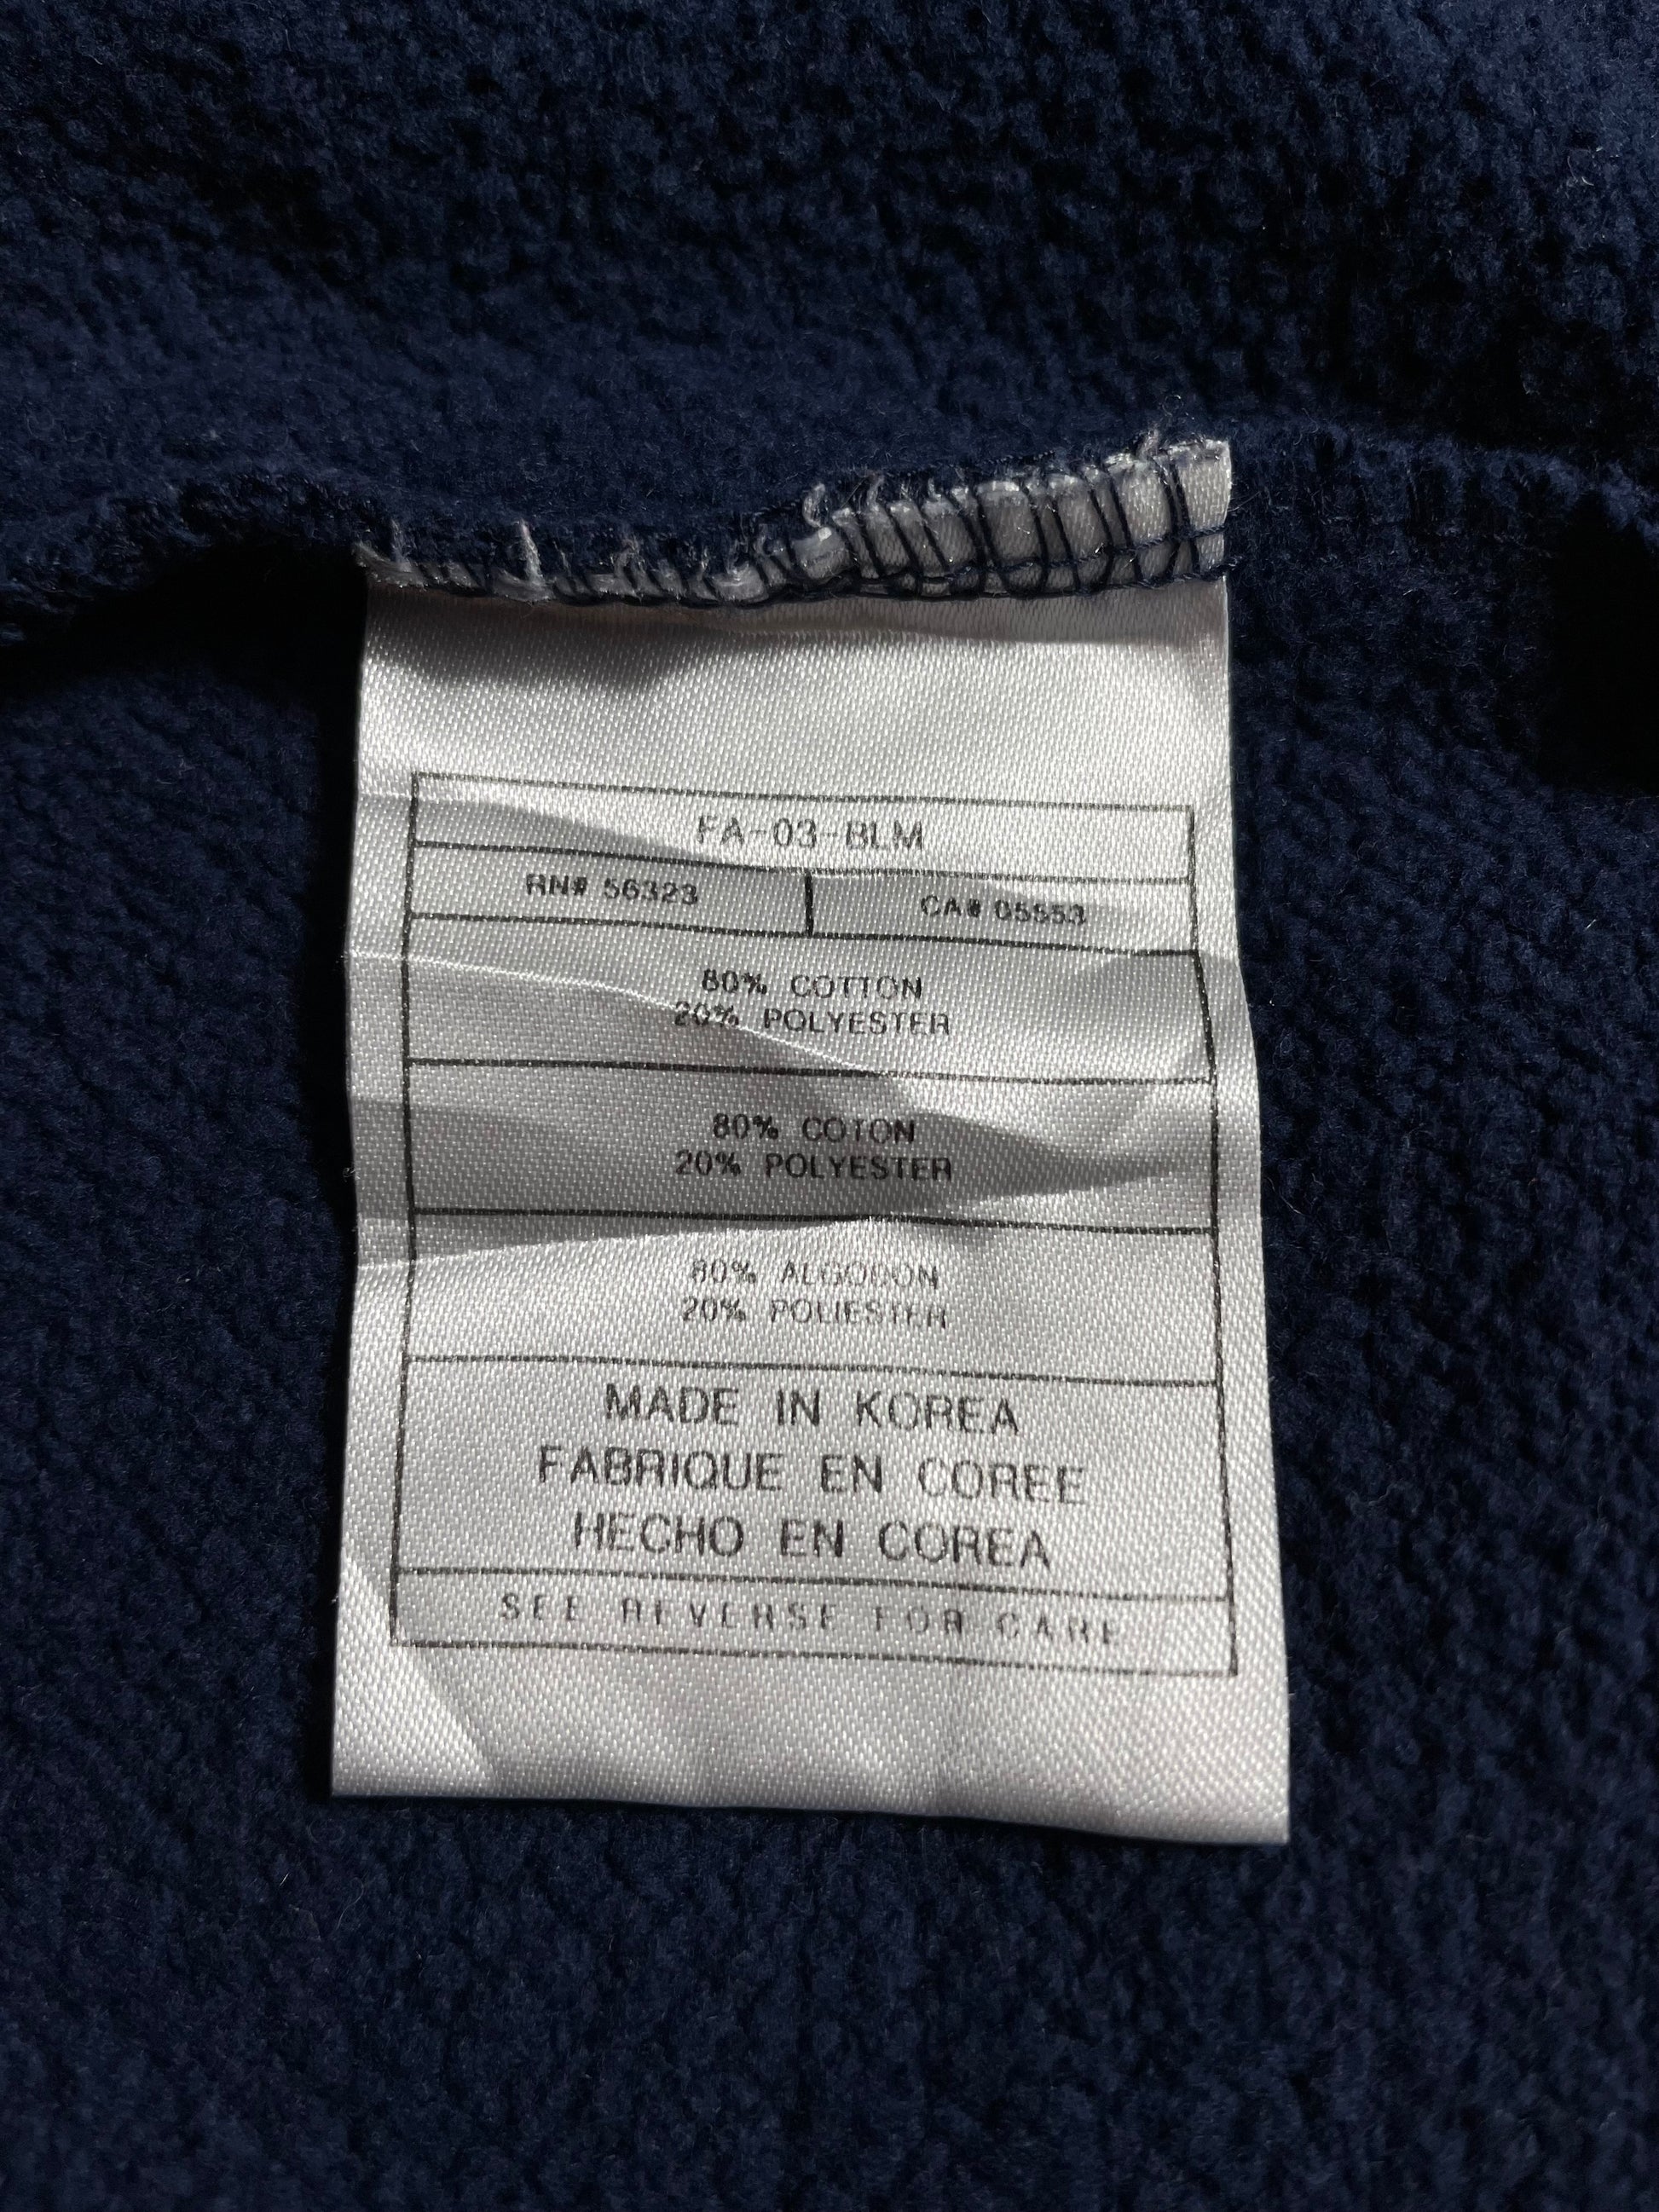 FA-03-BLM
RN# 56323 CA# 05553
80% COTTON
20% POLYESTER
80% COTON
20% POLYESTER
80% ALGODON
20% POLIESTER
MADE IN KOREA
FABRIQUE EN COREE
HECHO EN COREA
SEE REVERSE FOR CARE